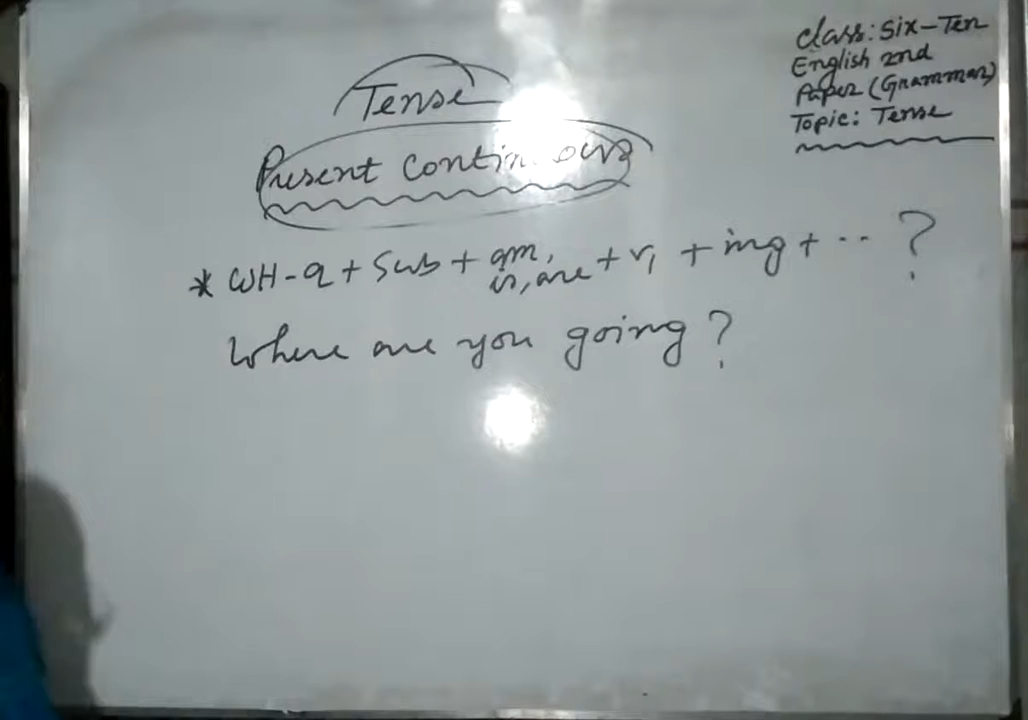 Class: Six-Ten
English 2nd
Paper (Grammar)
Topic: Tense
Tense
Present Continuous
* WH-q + Sub + am, is, are + v1 + ing + .. ?
Where are you going?